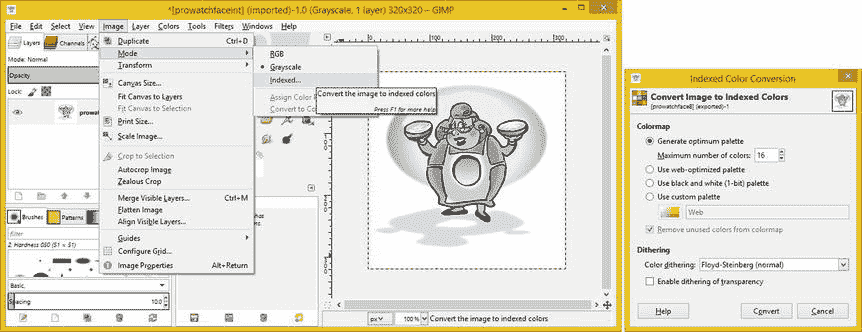 *[prowatchfaceint] (imported)-1.0 (Grayscale, 1 layer) 320x320 – GIMP
File Edit Select View Image Layer Colors Tools Filters Windows Help
Layers Channels
Mode: Normal
Opacity
Lock:
Duplicate Ctrl+D
Mode
Transform
Canvas Size...
Fit Canvas to Layers
Fit Canvas to Selection
Print Size...
Scale Image...
Crop to Selection
Autocrop Image
Zealous Crop
Merge Visible Layers... Ctrl+M
Flatten Image
Align Visible Layers...
Guides
Configure Grid...
Image Properties Alt+Return
RGB
Grayscale
Indexed...
Assign Color
Convert to Co
Convert the image to indexed colors
Press F1 for more help
Brushes Patterns
filter
2. Hardness 050 (51 × 51)
Basic,
Spacing 10.0
px 100 % Convert the image to indexed colors
Indexed Color Conversion
Convert Image to Indexed Colors
[prowatchface8] (exported)-1
Colormap
Generate optimum palette
Maximum number of colors: 16
Use web-optimized palette
Use black and white (1-bit) palette
Use custom palette
Web
Remove unused colors from colormap
Dithering
Color dithering: Floyd-Steinberg (normal)
Enable dithering of transparency
Help Convert Cancel